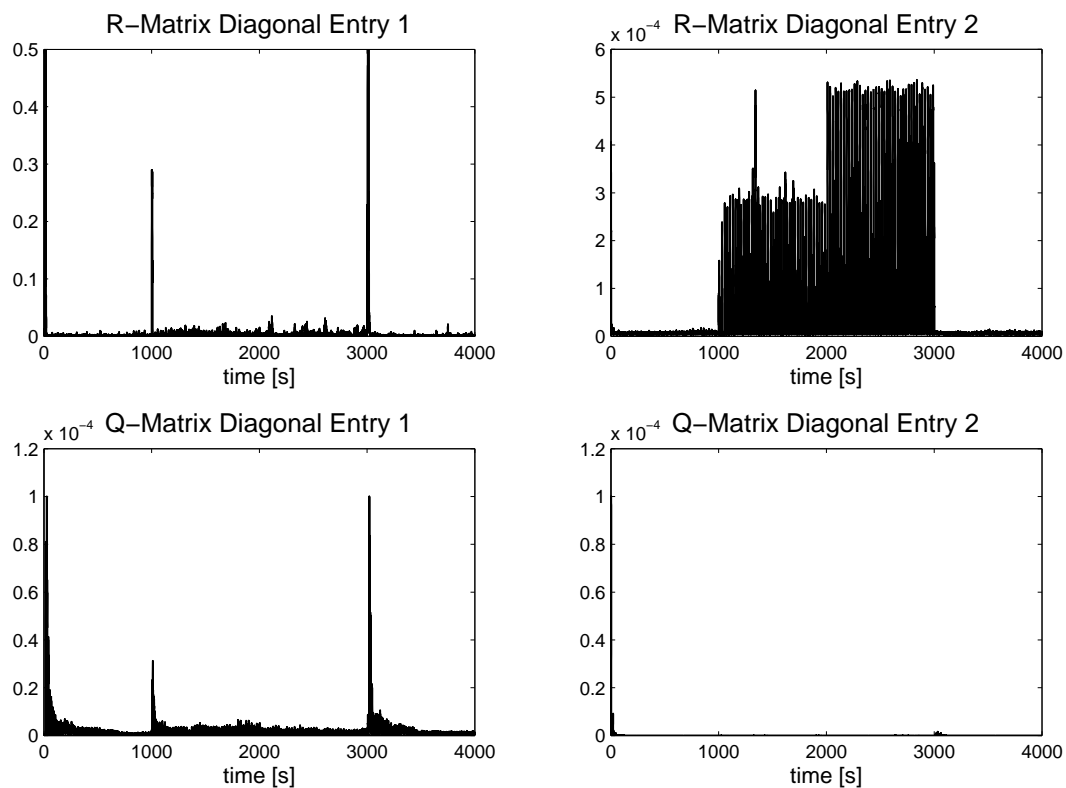 R−Matrix Diagonal Entry 1
0.5
0.4
0.3
0.2
0.1
0
0 1000 2000 3000 4000
time [s]
x 10−4 R−Matrix Diagonal Entry 2
6
5
4
3
2
1
0
0 1000 2000 3000 4000
time [s]
x 10−4 Q−Matrix Diagonal Entry 1
1.2
1
0.8
0.6
0.4
0.2
0
0 1000 2000 3000 4000
time [s]
x 10−4 Q−Matrix Diagonal Entry 2
1.2
1
0.8
0.6
0.4
0.2
0
0 1000 2000 3000 4000
time [s]